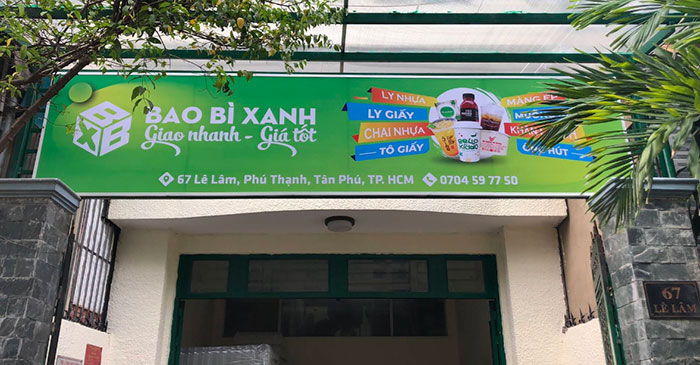 BXB
BAO BÌ XANH
Giao nhanh - Giá tốt
LY NHỰA
LY GIẤY
CHAI NHỰA
TÔ GIẤY
MÀNG
HÚT
67 Lê Lâm, Phú Thạnh, Tân Phú, TP. HCM 0704 59 77 50
67
LÊ LÂM